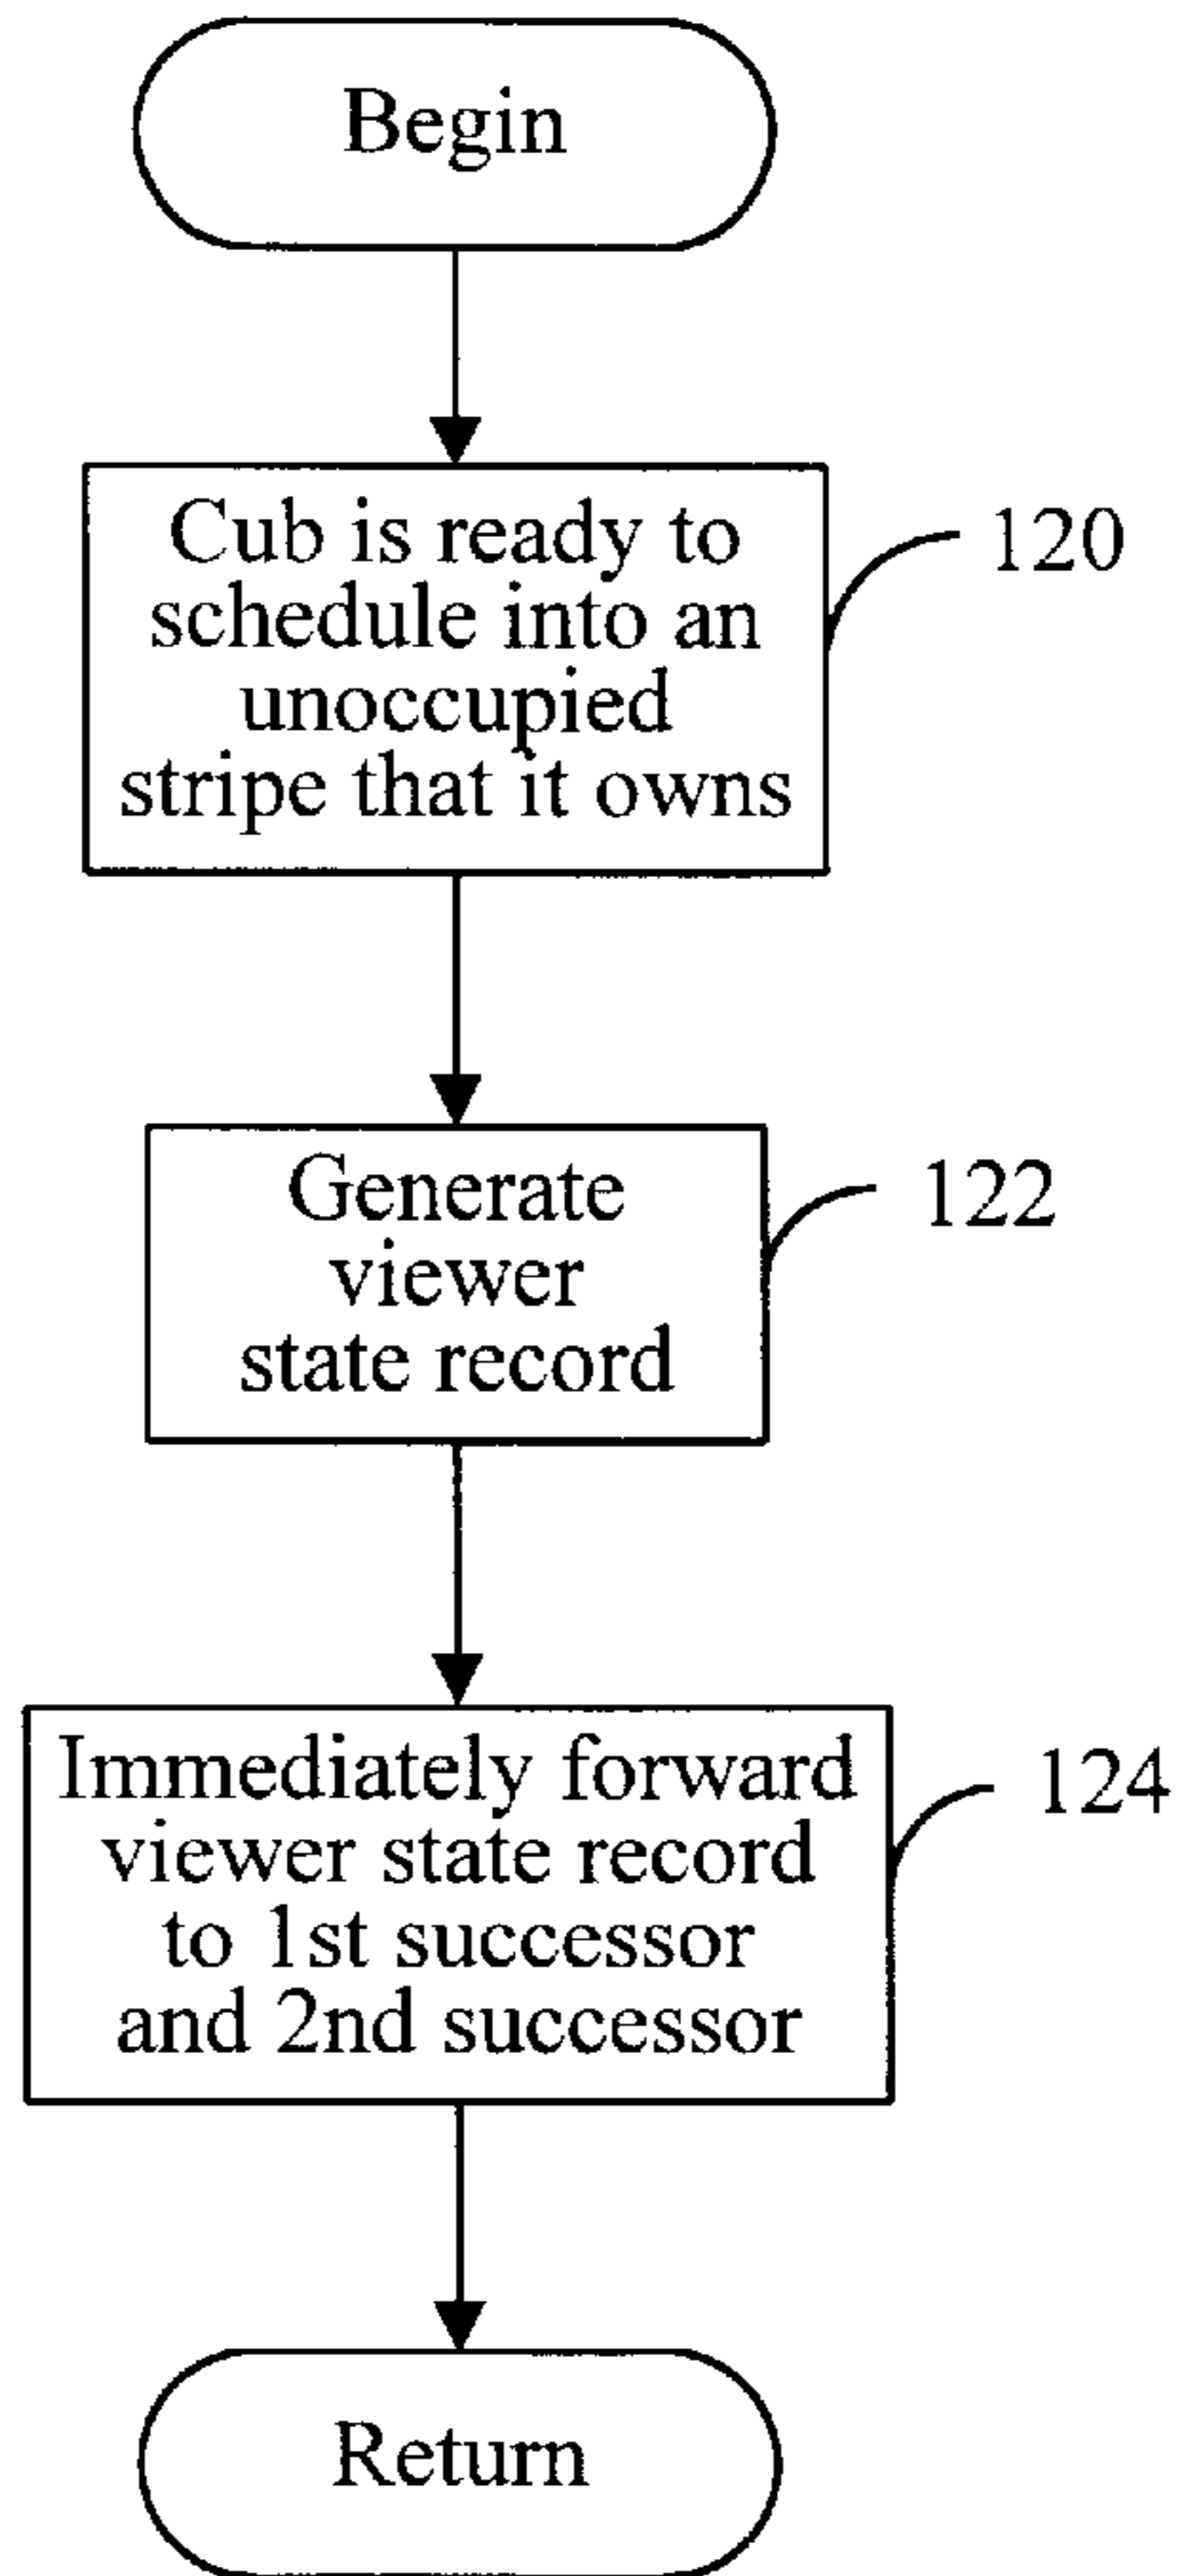 Begin
Cub is ready to
schedule into an
unoccupied
stripe that it owns
120
Generate
viewer
state record
122
Immediately forward
viewer state record
to 1st successor
and 2nd successor
124
Return